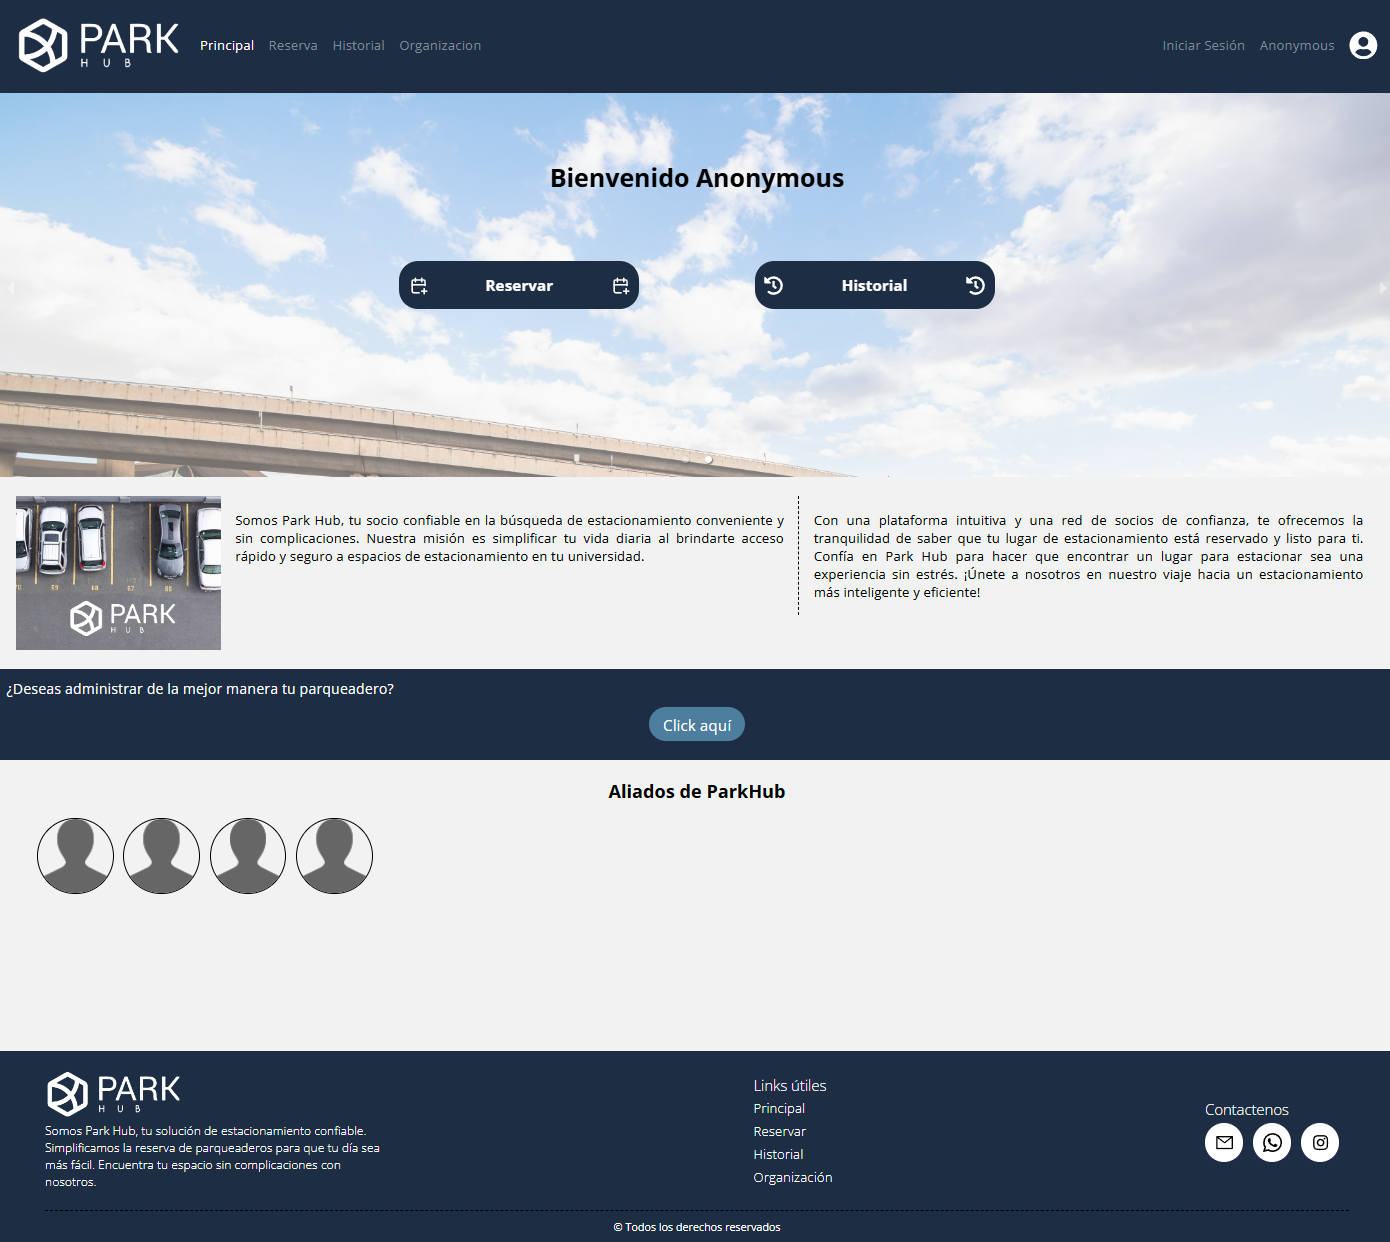 PARK
HUB
Principal Reserva Historial Organizacion
Iniciar Sesión Anonymous
Bienvenido Anonymous
Reservar
Historial
Somos Park Hub, tu socio confiable en la búsqueda de estacionamiento conveniente y
sin complicaciones. Nuestra misión es simplificar tu vida diaria al brindarte acceso
rápido y seguro a espacios de estacionamiento en tu universidad.
Con una plataforma intuitiva y una red de socios de confianza, te ofrecemos la
tranquilidad de saber que tu lugar de estacionamiento está reservado y listo para ti.
Confía en Park Hub para hacer que encontrar un lugar para estacionar sea una
experiencia sin estrés. ¡Únete a nosotros en nuestro viaje hacia un estacionamiento
más inteligente y eficiente!
PARK
HUB
¿Deseas administrar de la mejor manera tu parqueadero?
Click aquí
Aliados de ParkHub
PARK
HUB
Somos Park Hub, tu solución de estacionamiento confiable.
Simplificamos la reserva de parqueaderos para que tu día sea
más fácil. Encuentra tu espacio sin complicaciones con
nosotros.
Links útiles
Principal
Reservar
Historial
Organización
Contactenos
© Todos los derechos reservados